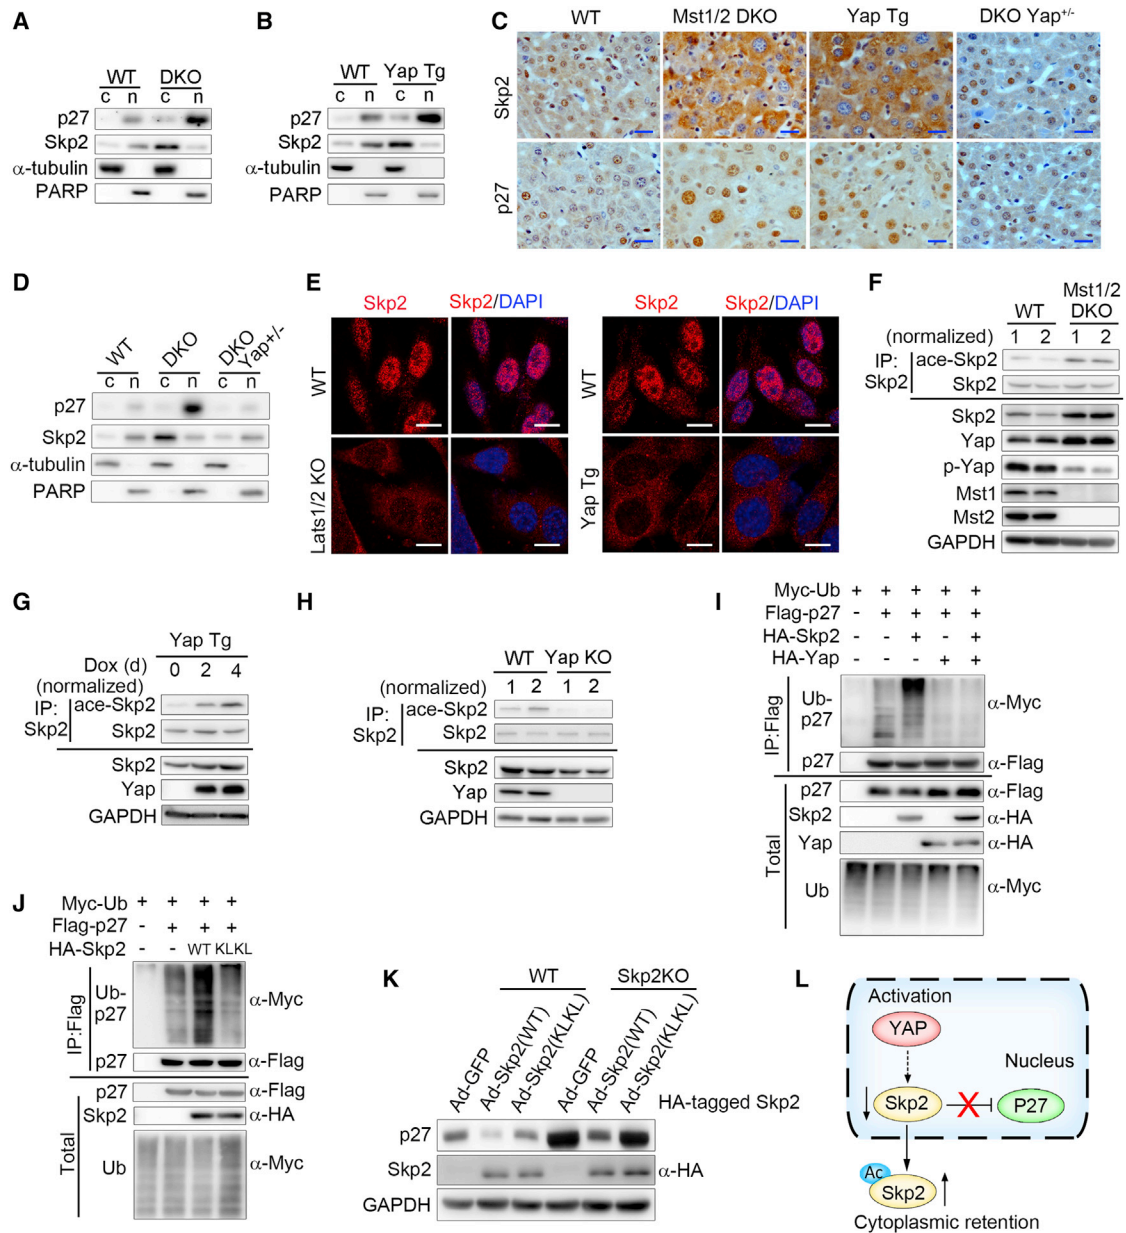 A
WT DKO
c n c n
p27
Skp2
α-tubulin
PARP
B
WT Yap Tg
c n c n
p27
Skp2
α-tubulin
PARP
C
WT Mst1/2 DKO Yap Tg DKO Yap+/-
Skp2
p27
D
WT DKO DKO Yap+/-
c n c n c n
p27
Skp2
α-tubulin
PARP
E
Skp2 Skp2/DAPI Skp2 Skp2/DAPI
WT WT
Lats1/2 KO Yap Tg
F
Mst1/2
WT DKO
(normalized) 1 2 1 2
IP: Skp2
ace-Skp2
Skp2
Skp2
Yap
p-Yap
Mst1
Mst2
GAPDH
G
Yap Tg
Dox (d) 0 2 4
(normalized)
IP: Skp2
ace-Skp2
Skp2
Skp2
Yap
GAPDH
H
WT Yap KO
(normalized) 1 2 1 2
IP: Skp2
ace-Skp2
Skp2
Skp2
Yap
GAPDH
I
Myc-Ub + + + + +
Flag-p27 - + + + +
HA-Skp2 - - + - +
HA-Yap - - - + +
IP:Flag
Ub-p27 α-Myc
p27 α-Flag
Total
p27 α-Flag
Skp2 α-HA
Yap α-HA
Ub α-Myc
J
Myc-Ub + + + +
Flag-p27 - + + +
HA-Skp2 - - WT KLKL
IP:Flag
Ub-p27 α-Myc
p27 α-Flag
Total
p27 α-Flag
Skp2 α-HA
Ub α-Myc
K
WT Skp2KO
Ad-GFP Ad-Skp2(WT) Ad-Skp2(KLKL) Ad-GFP Ad-Skp2(WT) Ad-Skp2(KLKL)
HA-tagged Skp2
p27
Skp2 α-HA
GAPDH
L
Activation
YAP
Nucleus
Skp2 X P27
Ac
Skp2
Cytoplasmic retention